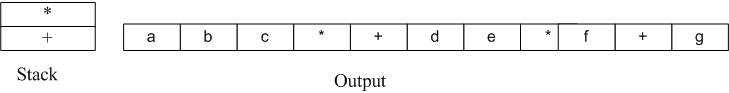 *
+
a b c * + d e * f + g
Stack
Output